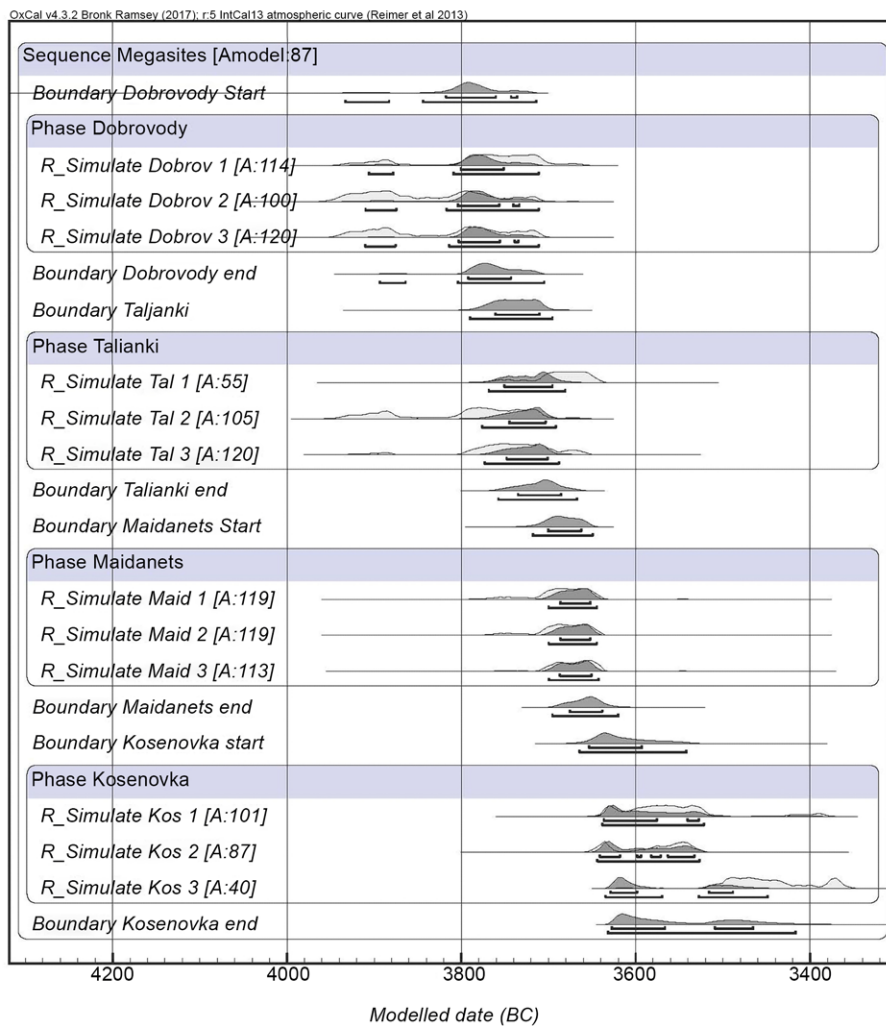 OxCal v4.3.2 Bronk Ramsey (2017); r:5 IntCal13 atmospheric curve (Reimer et al 2013)
Sequence Megasites [Amodel:87]
Boundary Dobrovody Start
Phase Dobrovody
R_Simulate Dobrov 1 [A:114]
R_Simulate Dobrov 2 [A:100]
R_Simulate Dobrov 3 [A:120]
Boundary Dobrovody end
Boundary Taljanki
Phase Talianki
R_Simulate Tal 1 [A:55]
R_Simulate Tal 2 [A:105]
R_Simulate Tal 3 [A:120]
Boundary Talianki end
Boundary Maidanets Start
Phase Maidanets
R_Simulate Maid 1 [A:119]
R_Simulate Maid 2 [A:119]
R_Simulate Maid 3 [A:113]
Boundary Maidanets end
Boundary Kosenovka start
Phase Kosenovka
R_Simulate Kos 1 [A:101]
R_Simulate Kos 2 [A:87]
R_Simulate Kos 3 [A:40]
Boundary Kosenovka end
4200 4000 3800 3600 3400
Modelled date (BC)